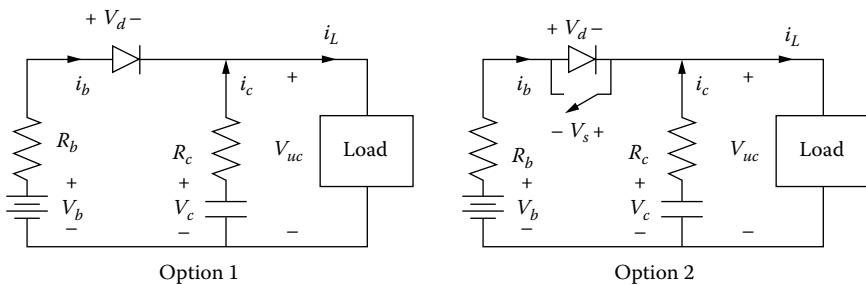 + V_d −
i_b
i_c
i_L
R_b
+
V_b
−
R_c
+
V_c
−
+
V_uc
−
Load
Option 1
+ V_d −
i_b
− V_s +
i_c
i_L
R_b
+
V_b
−
R_c
+
V_c
−
+
V_uc
−
Load
Option 2